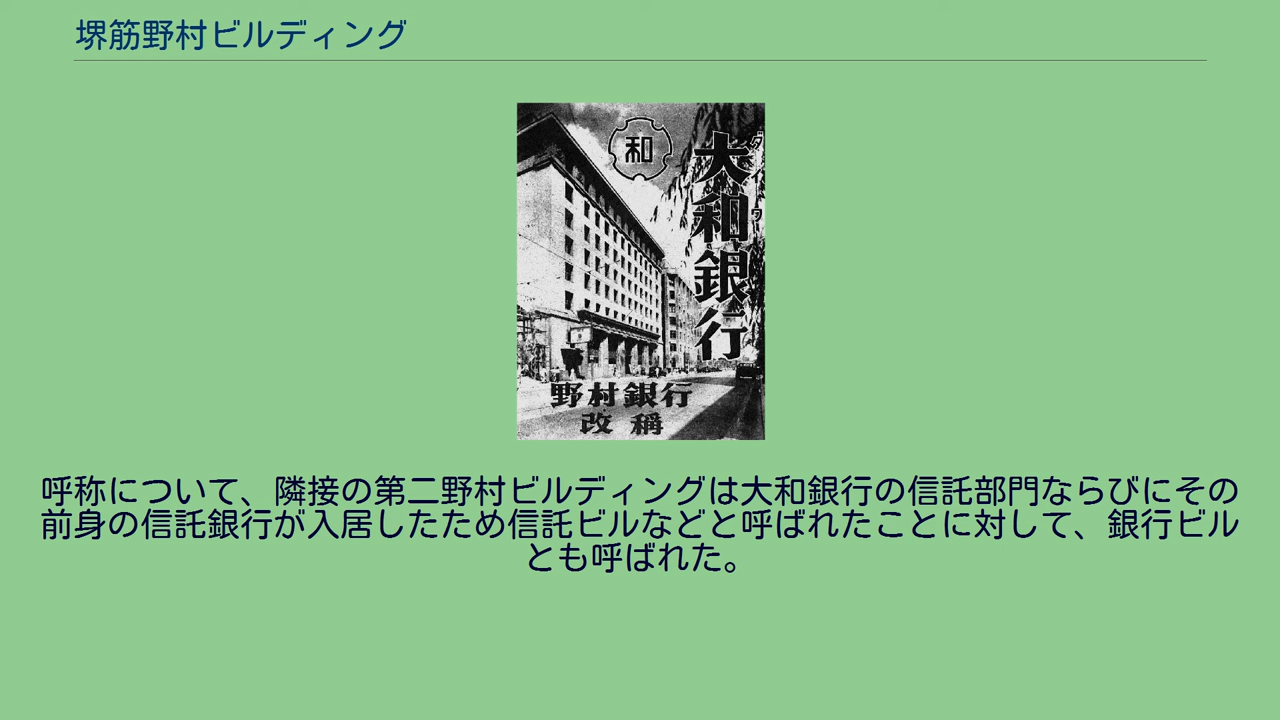 堺筋野村ビルディング
和
大和銀行
ダイワ
野村銀行
改稱
呼称について、隣接の第二野村ビルディングは大和銀行の信託部門ならびにその
前身の信託銀行が入居したため信託ビルなどと呼ばれたことに対して、銀行ビル
とも呼ばれた。